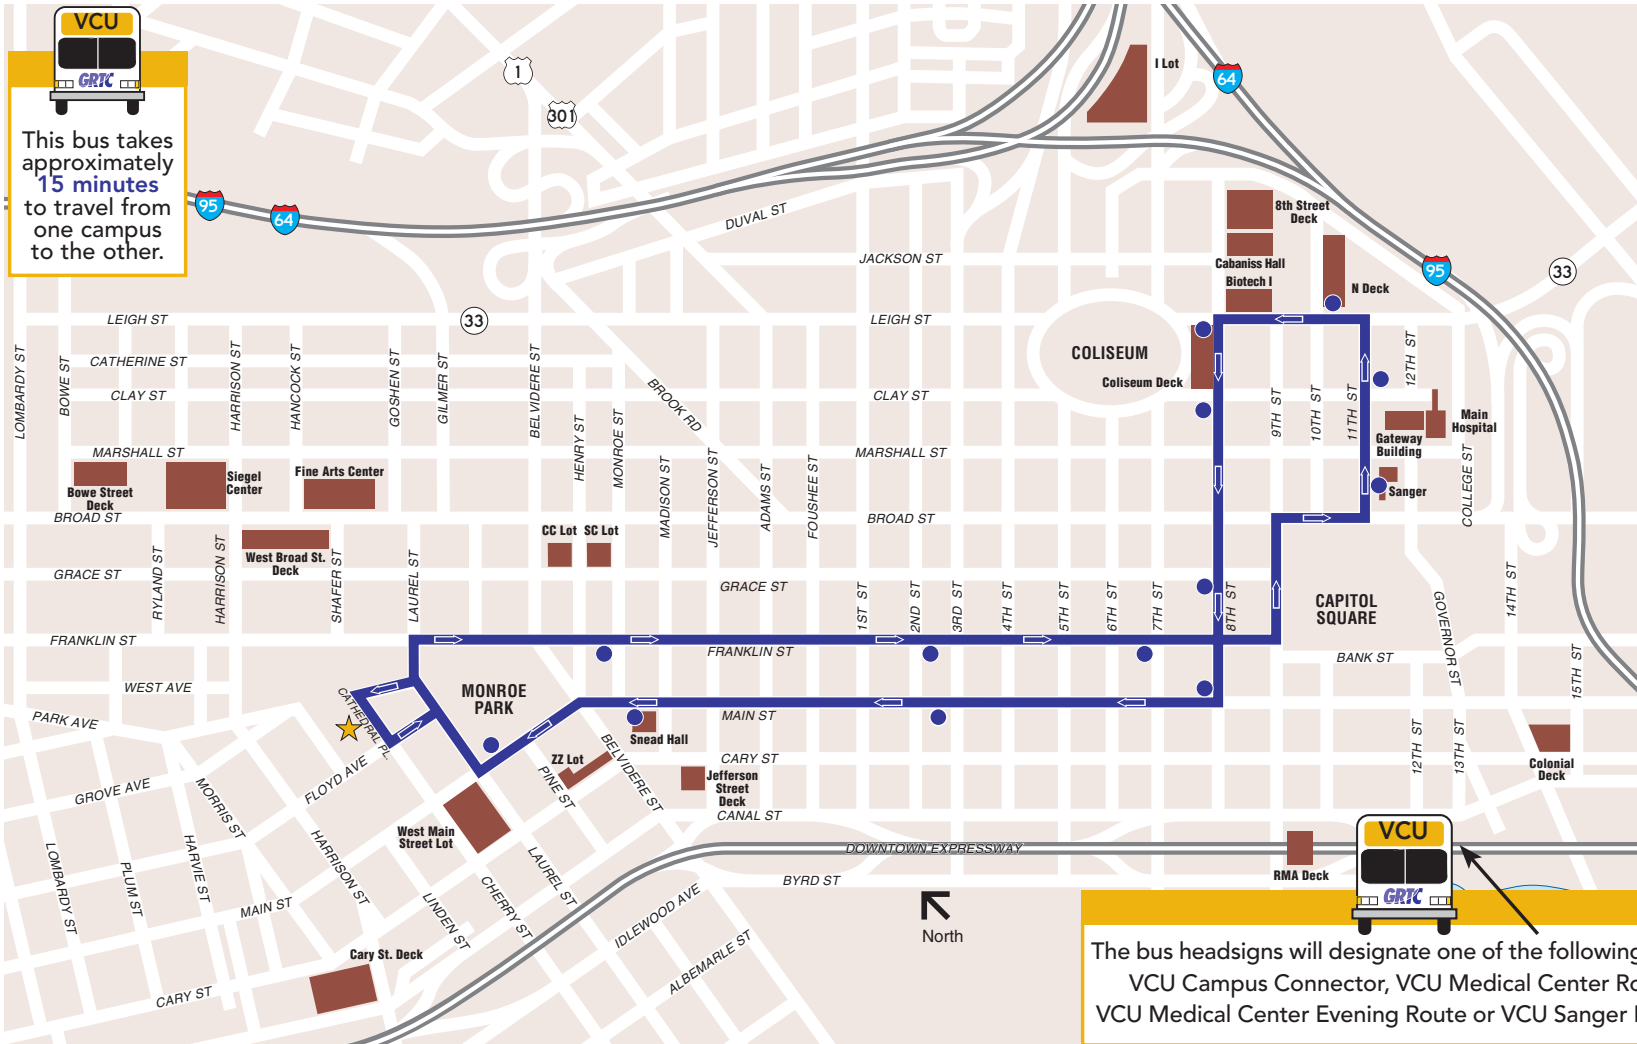 VCU
GRTC
This bus takes
approximately
15 minutes
to travel from
one campus
to the other.
1
301
95
64
64
I Lot
DUVAL ST
JACKSON ST
8th Street
Deck
Cabaniss Hall
Biotech I
N Deck
95
33
LEIGH ST
33
LEIGH ST
COLISEUM
Coliseum Deck
CATHERINE ST
CLAY ST
CLAY ST
MARSHALL ST
MARSHALL ST
LOMBARDY ST
BOWE ST
HARRISON ST
HANCOCK ST
GOSHEN ST
GILMER ST
BELVIDERE ST
HENRY ST
MONROE ST
BROOK RD
MADISON ST
JEFFERSON ST
ADAMS ST
FOUSHEE ST
9TH ST
10TH ST
11TH ST
12TH ST
Main
Hospital
Gateway
Building
Sanger
COLLEGE ST
Bowe Street
Deck
Siegel
Center
Fine Arts Center
BROAD ST
BROAD ST
CC Lot
SC Lot
West Broad St.
Deck
GRACE ST
GRACE ST
RYLAND ST
HARRISON ST
SHAFER ST
LAUREL ST
1ST ST
2ND ST
3RD ST
4TH ST
5TH ST
6TH ST
7TH ST
8TH ST
CAPITOL
SQUARE
GOVERNOR ST
14TH ST
15TH ST
FRANKLIN ST
FRANKLIN ST
BANK ST
WEST AVE
PARK AVE
CATHEDRAL PL.
MONROE
PARK
MAIN ST
Snead Hall
CARY ST
ZZ Lot
PINE ST
BELVIDERE ST
Jefferson
Street
Deck
CANAL ST
12TH ST
13TH ST
Colonial
Deck
GROVE AVE
MORRIS ST
FLOYD AVE
HARRISON ST
West Main
Street Lot
LOMBARDY ST
PLUM ST
HARVIE ST
MAIN ST
LINDEN ST
CHERRY ST
LAUREL ST
DOWNTOWN EXPRESSWAY
BYRD ST
RMA Deck
IDLEWOOD AVE
ALBEMARLE ST
North
Cary St. Deck
CARY ST
VCU
GRTC
The bus headsigns will designate one of the following
VCU Campus Connector, VCU Medical Center
VCU Medical Center Evening Route or VCU Sanger